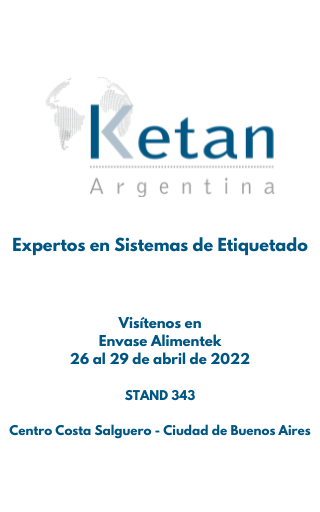 Ketan
Argentina
Expertos en Sistemas de Etiquetado
Visítenos en
Envase Alimentek
26 al 29 de abril de 2022
STAND 343
Centro Costa Salguero - Ciudad de Buenos Aires